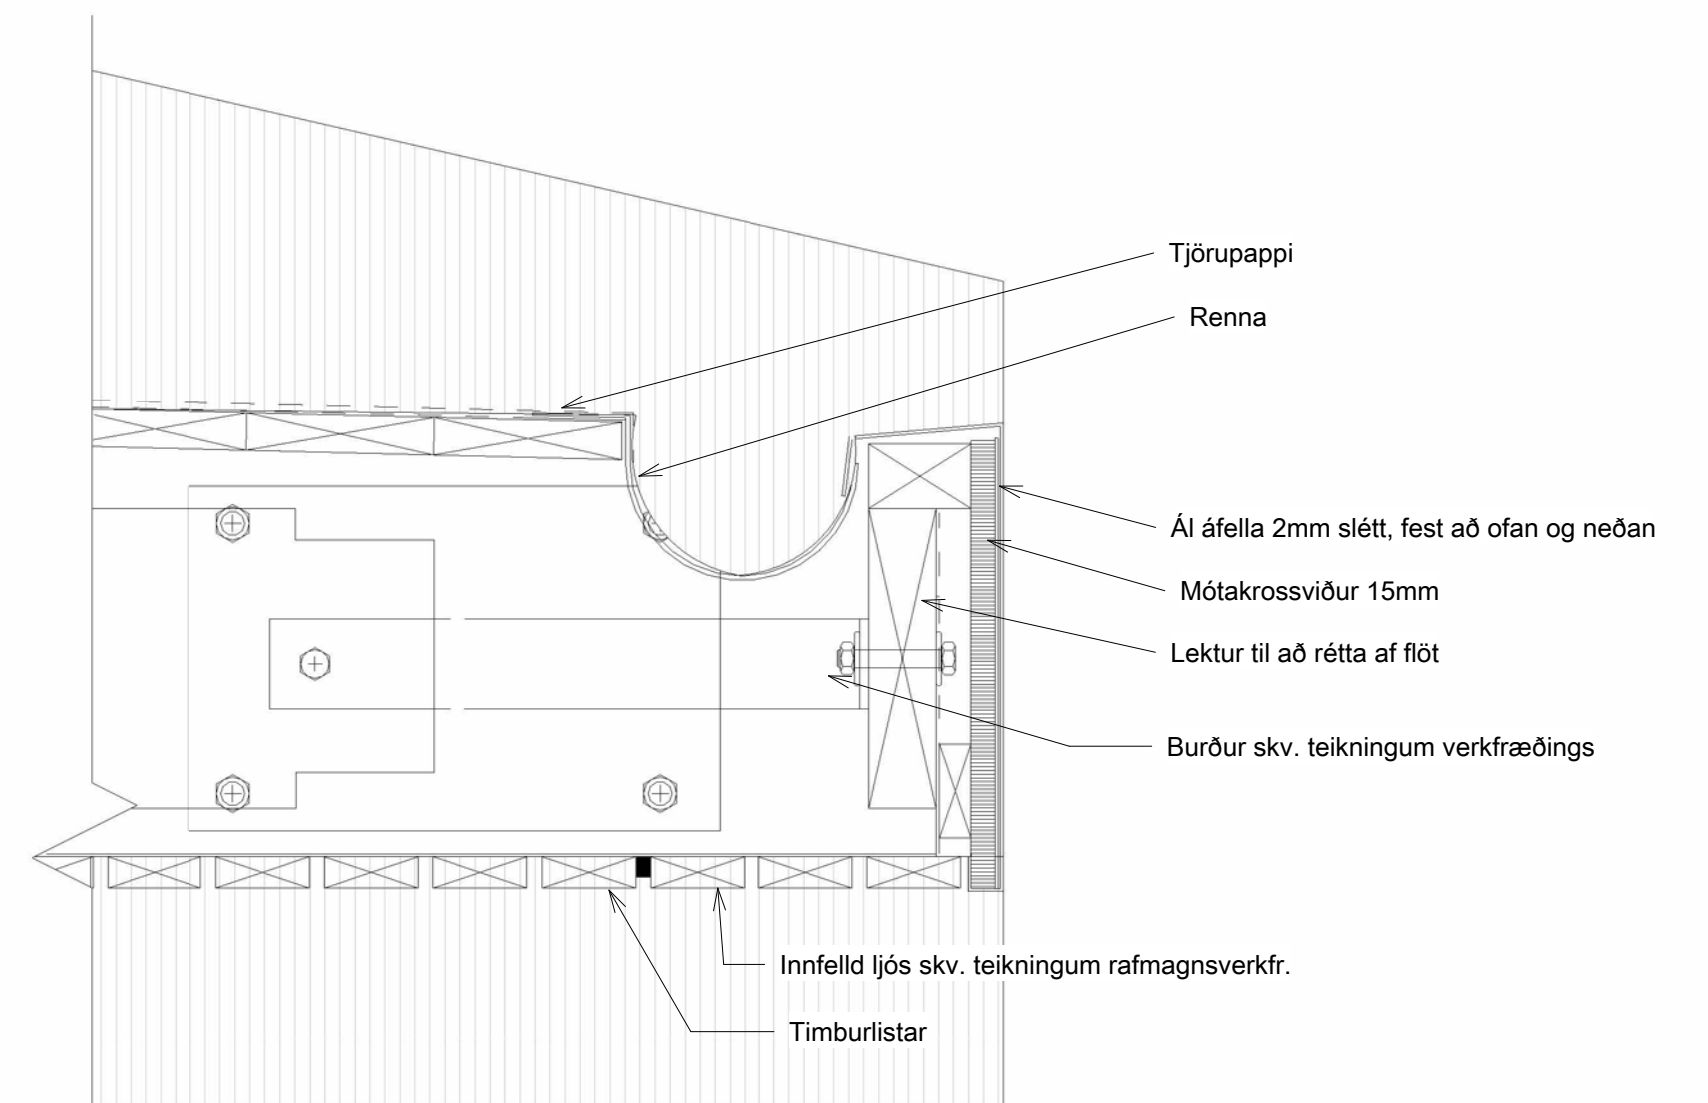 Tjörupappi
Renna
Ál áfella 2mm slétt, fest að ofan og neðan
Mótakrossviður 15mm
Lektur til að rétta af flöt
Burður skv. teikningum verkfræðings
Innfelld ljós skv. teikningum rafmagnsverkfr.
Timburlistar